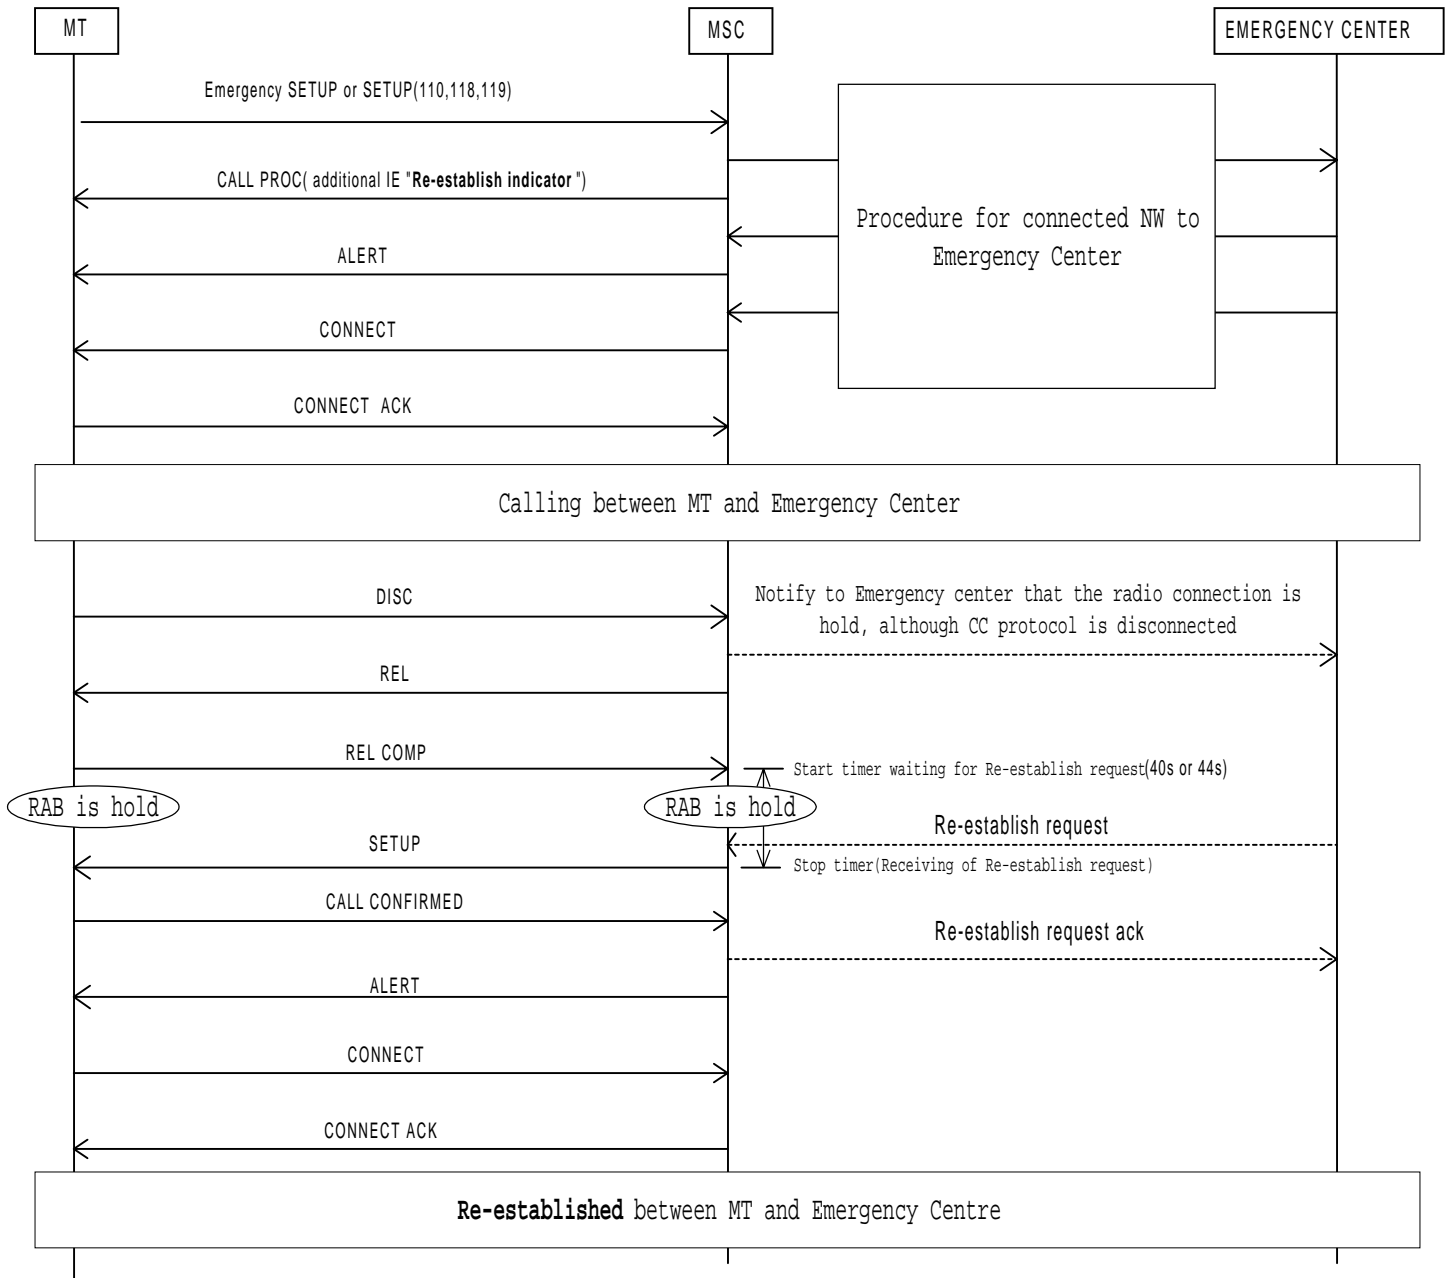 MT
MSC
EMERGENCY CENTER
Emergency SETUP or SETUP(110,118,119)
CALL PROC( additional IE "Re-establish indicator ")
Procedure for connected NW to
Emergency Center
ALERT
CONNECT
CONNECT ACK
Calling between MT and Emergency Center
DISC
Notify to Emergency center that the radio connection is
hold, although CC protocol is disconnected
REL
REL COMP
Start timer waiting for Re-establish request(40s or 44s)
RAB is hold
RAB is hold
Re-establish request
SETUP
Stop timer(Receiving of Re-establish request)
CALL CONFIRMED
Re-establish request ack
ALERT
CONNECT
CONNECT ACK
Re-established between MT and Emergency Centre